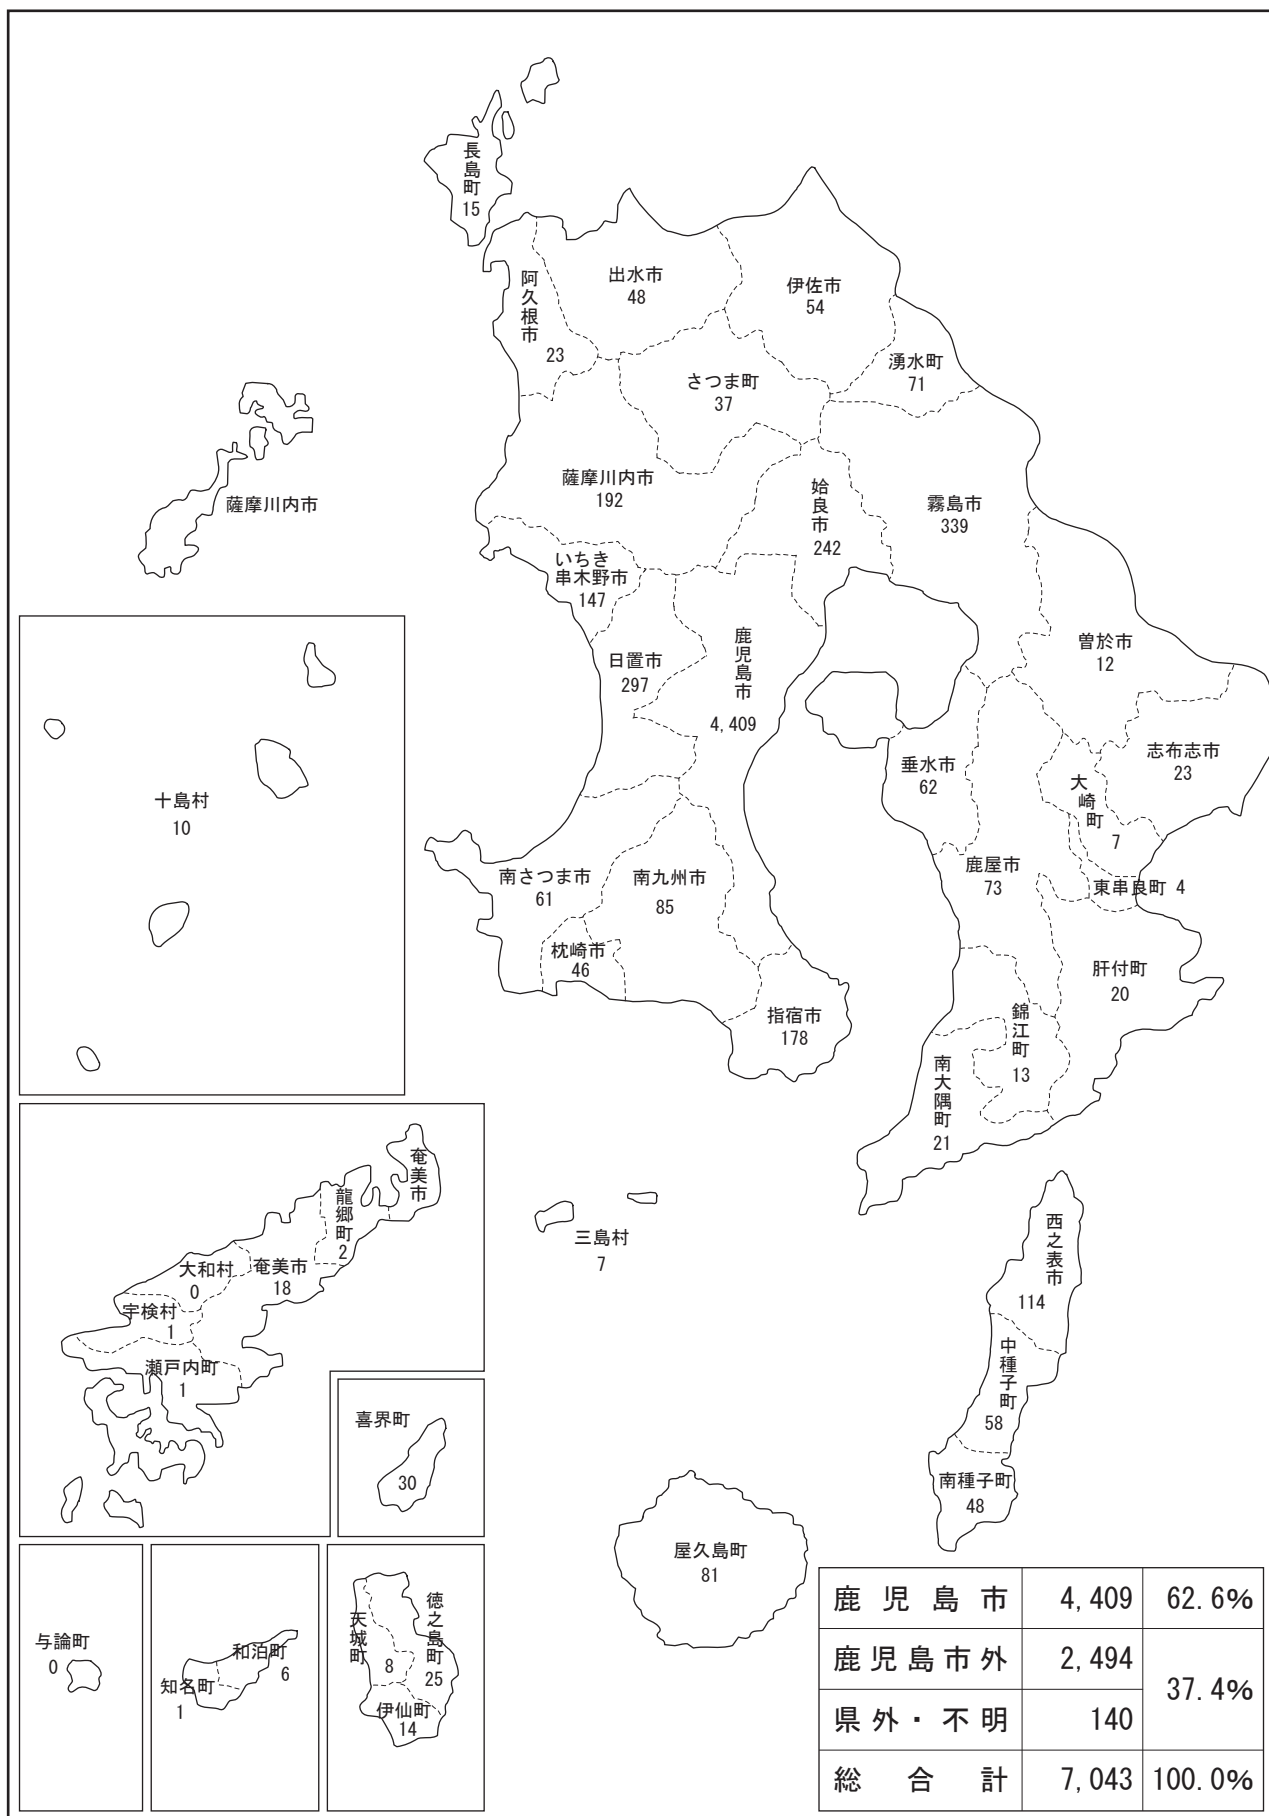 長島町
15
阿久根市
23
出水市
48
伊佐市
54
湧水町
71
さつま町
37
薩摩川内市
192
薩摩川内市
姶良市
242
霧島市
339
いちき
串木野市
147
日置市
297
鹿児島市
4,409
曽於市
12
志布志市
23
大崎町
7
垂水市
62
鹿屋市
73
東串良町 4
肝付町
20
錦江町
13
南大隅町
21
南さつま市
61
南九州市
85
枕崎市
46
指宿市
178
十島村
10
奄美市
龍郷町
2
奄美市
18
大和村
0
宇検村
1
瀬戸内町
1
三島村
7
西之表市
114
中種子町
58
南種子町
48
喜界町
30
屋久島町
81
与論町
0
和泊町
6
知名町
1
天城町
8
徳之島町
25
伊仙町
14
鹿児島市 4,409 62.6%
鹿児島市外 2,494
37.4%
県外・不明 140
総合計 7,043 100.0%